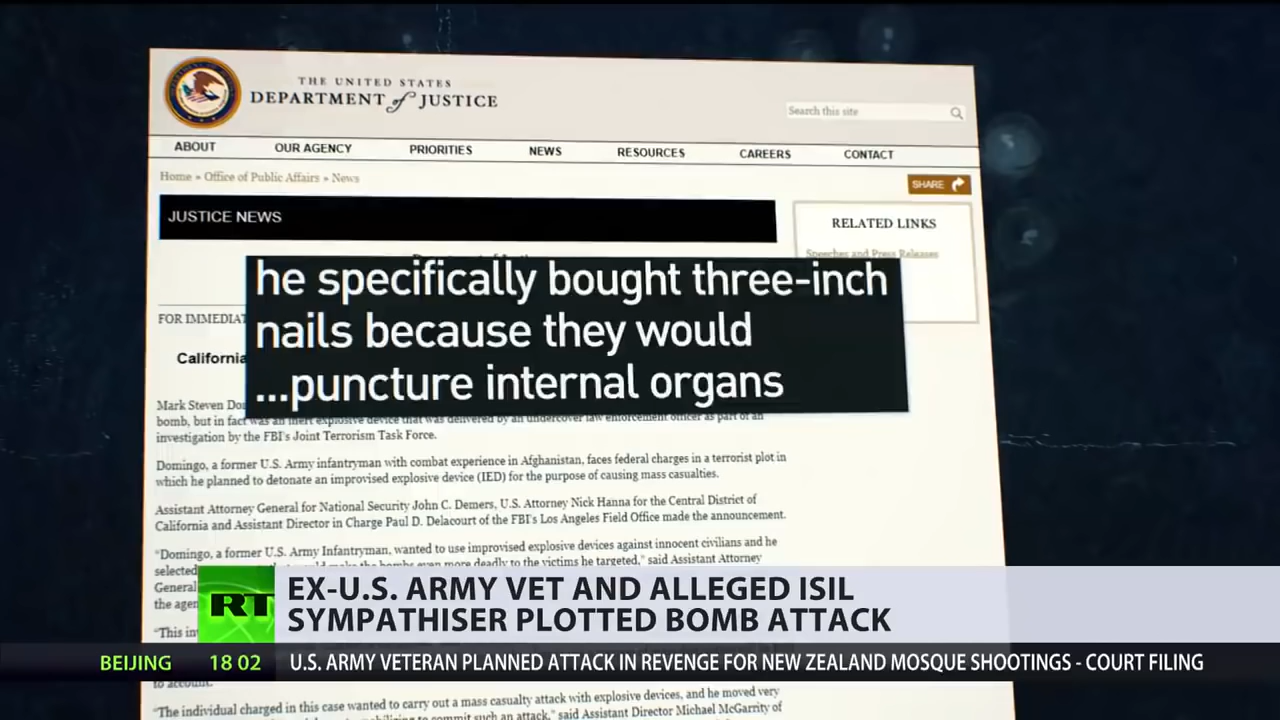 THE UNITED STATES
DEPARTMENT of JUSTICE
Search this site
ABOUT OUR AGENCY PRIORITIES NEWS RESOURCES CAREERS CONTACT
Home » Office of Public Affairs » News
SHARE
JUSTICE NEWS
RELATED LINKS
Speeches and Press Releases
he specifically bought three-inch
nails because they would
...puncture internal organs
FOR IMMEDIAT
California
Mark Steven Do
bomb, but in fact was an inert explosive device that was delivered by an undercover law enforcement officer as part of an
investigation by the FBI's Joint Terrorism Task Force.
Domingo, a former U.S. Army infantryman with combat experience in Afghanistan, faces federal charges in a terrorist plot in
which he planned to detonate an improvised explosive device (IED) for the purpose of causing mass casualties.
Assistant Attorney General for National Security John C. Demers, U.S. Attorney Nick Hanna for the Central District of
California and Assistant Director in Charge Paul D. Delacourt of the FBI's Los Angeles Field Office made the announcement.
"Domingo, a former U.S. Army Infantryman, wanted to use improvised explosive devices against innocent civilians and he
selected make the bombs even more deadly to the victims he targeted," said Assistant Attorney
General
the agen
"This in
RT
EX-U.S. ARMY VET AND ALLEGED ISIL
SYMPATHISER PLOTTED BOMB ATTACK
BEIJING 18 02 U.S. ARMY VETERAN PLANNED ATTACK IN REVENGE FOR NEW ZEALAND MOSQUE SHOOTINGS - COURT FILING
to account.
"The individual charged in this case wanted to carry out a mass casualty attack with explosive devices, and he moved very
to commit such an attack," said Assistant Director Michael McGarrity of